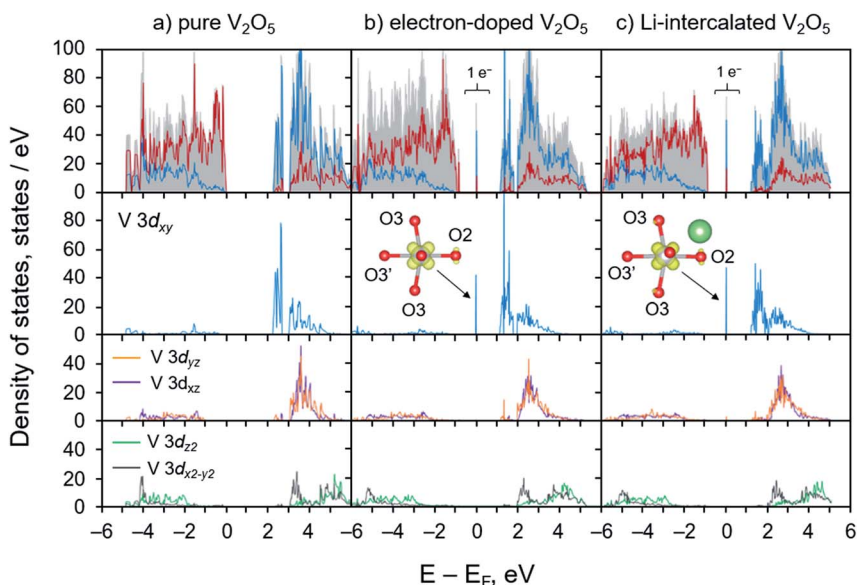 a) pure V₂O₅ b) electron-doped V₂O₅ c) Li-intercalated V₂O₅
100
80
60
40
20
0
1 e⁻
1 e⁻
80
60
40
20
0
V 3dxy
O3
O2
O3'
O3
O3
O2
O3'
O3
40
20
0
V 3dyz
V 3dxz
40
20
0
V 3dz2
V 3dx2-y2
Density of states, states / eV
−6 −4 −2 0 2 4 −6 −4 −2 0 2 4 −6 −4 −2 0 2 4 6
E – EF, eV